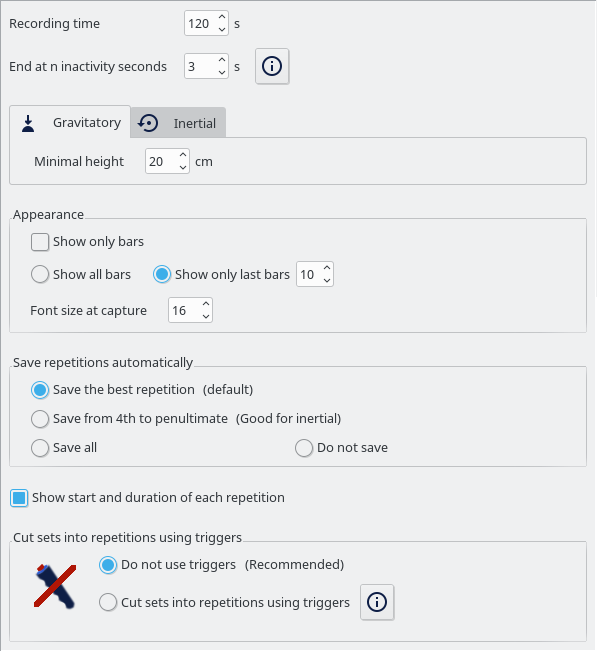 Recording time 120 s
End at n inactivity seconds 3 s
Gravitatory Inertial
Minimal height 20 cm
Appearance
Show only bars
Show all bars Show only last bars 10
Font size at capture 16
Save repetitions automatically
Save the best repetition (default)
Save from 4th to penultimate (Good for inertial)
Save all Do not save
Show start and duration of each repetition
Cut sets into repetitions using triggers
Do not use triggers (Recommended)
Cut sets into repetitions using triggers